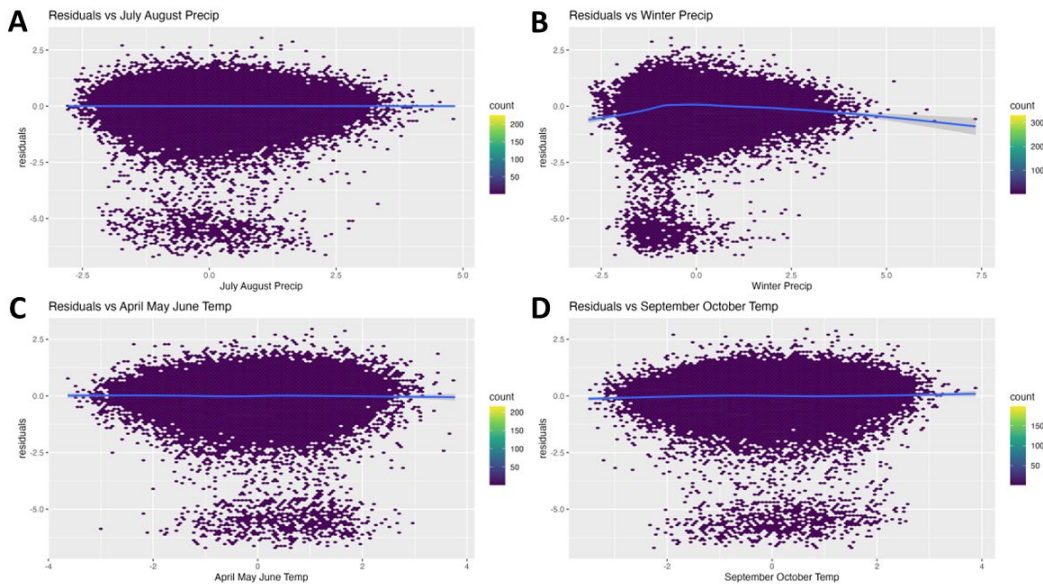 A
Residuals vs July August Precip
2.5
0.0
-2.5
-5.0
residuals
-2.5
0.0
2.5
5.0
July August Precip
count
200
150
100
50
B
Residuals vs Winter Precip
2.5
0.0
-2.5
-5.0
residuals
-2.5
0.0
2.5
5.0
7.5
Winter Precip
count
300
200
100
C
Residuals vs April May June Temp
2.5
0.0
-2.5
-5.0
residuals
-4
-2
0
2
4
April May June Temp
count
200
150
100
50
D
Residuals vs September October Temp
2.5
0.0
-2.5
-5.0
residuals
-2
0
2
4
September October Temp
count
150
100
50